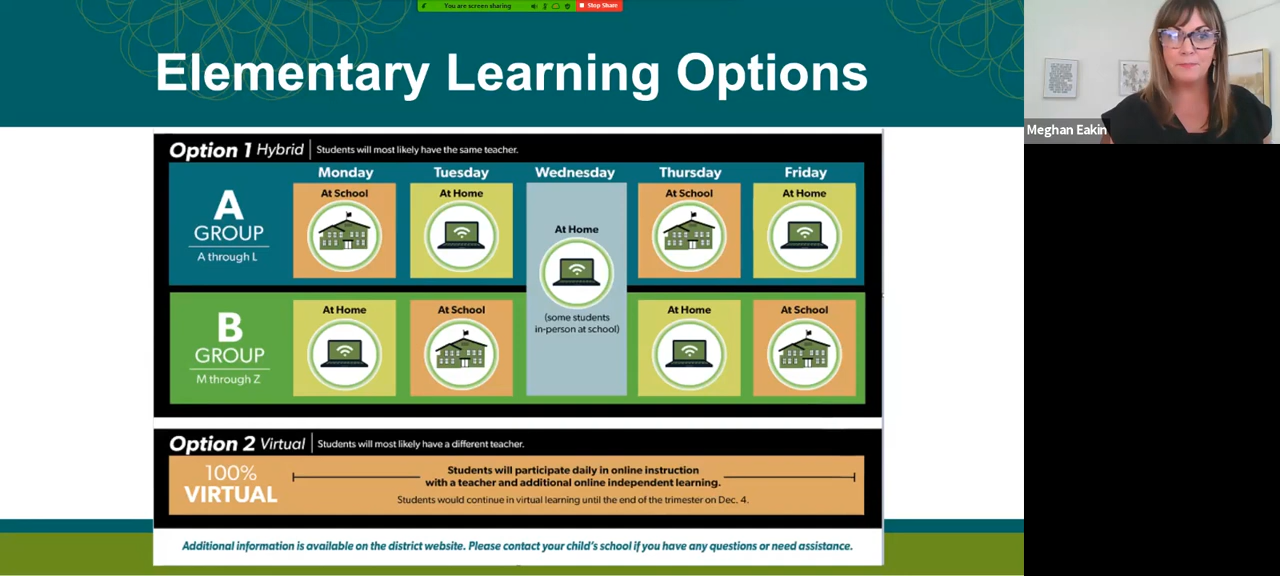 You are screen sharing
Stop Share
Elementary Learning Options
Meghan Eakin
Option 1 Hybrid | Students will most likely have the same teacher.
Monday Tuesday Wednesday Thursday Friday
A
GROUP
A through L
At School
At Home
At Home
(some students
in-person at school)
At School
At Home
B
GROUP
M through Z
At Home
At School
At Home
At School
Option 2 Virtual | Students will most likely have a different teacher.
100%
VIRTUAL
Students will participate daily in online instruction
with a teacher and additional online independent learning.
Students would continue in virtual learning until the end of the trimester on Dec. 4.
Additional information is available on the district website. Please contact your child's school if you have any questions or need assistance.